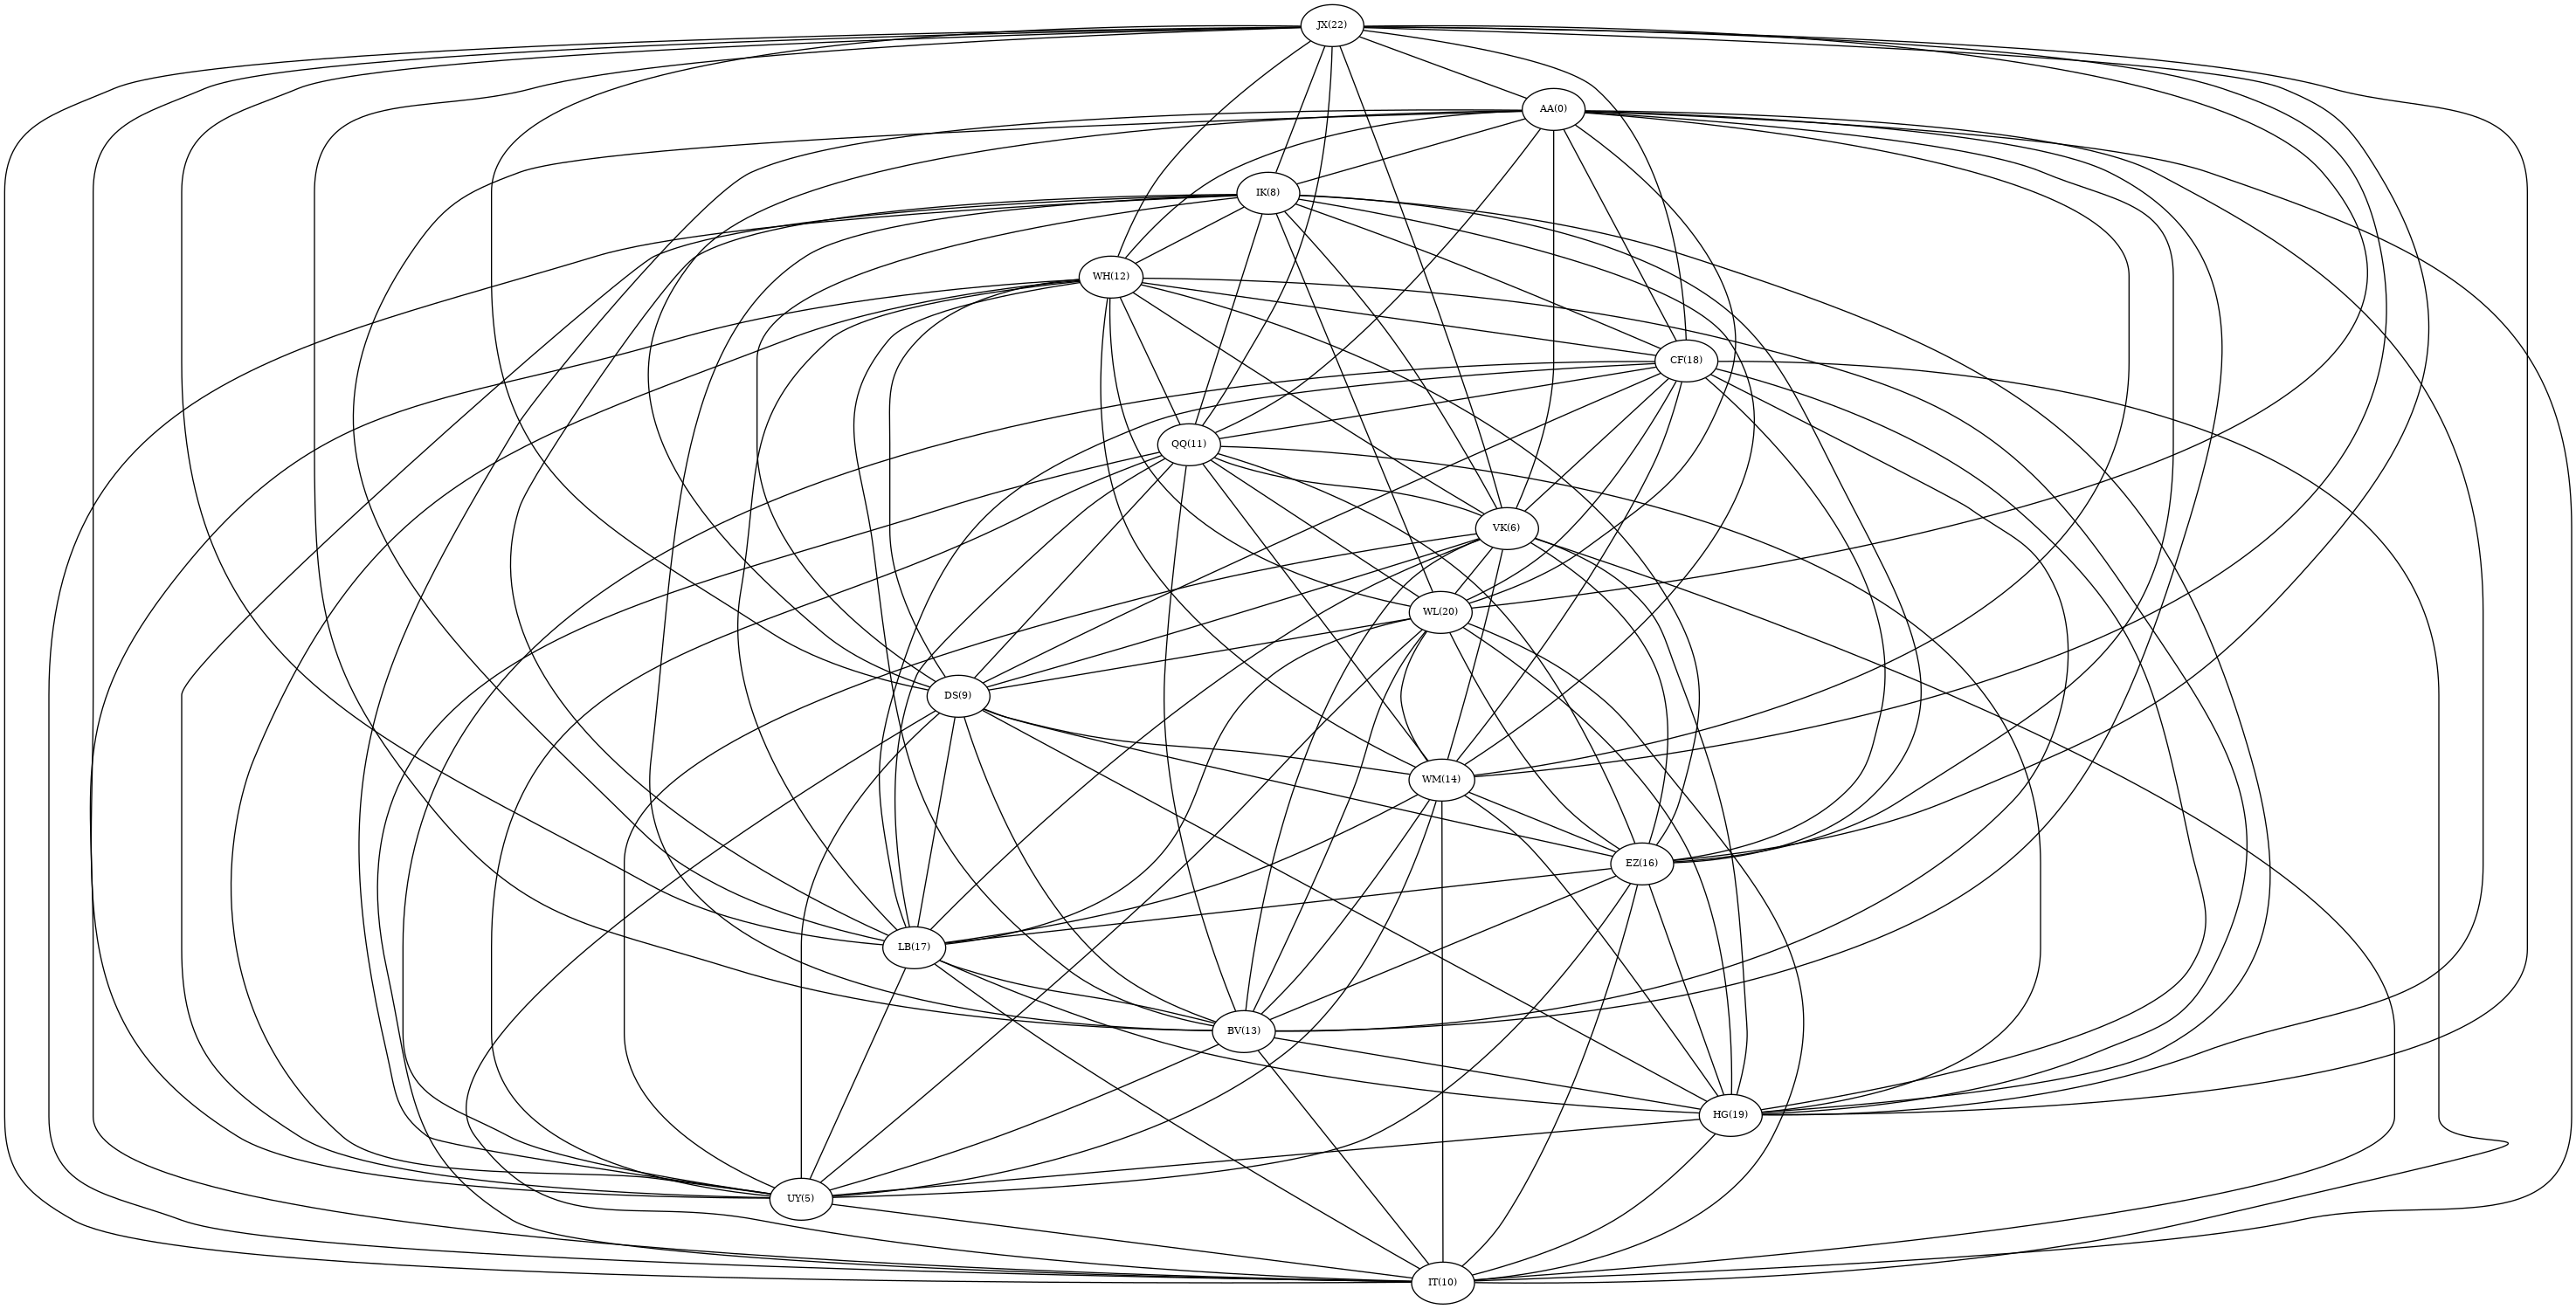 JX(22)
AA(0)
IK(8)
WH(12)
CF(18)
QQ(11)
VK(6)
WL(20)
DS(9)
WM(14)
EZ(16)
LB(17)
BV(13)
HG(19)
UY(5)
IT(10)